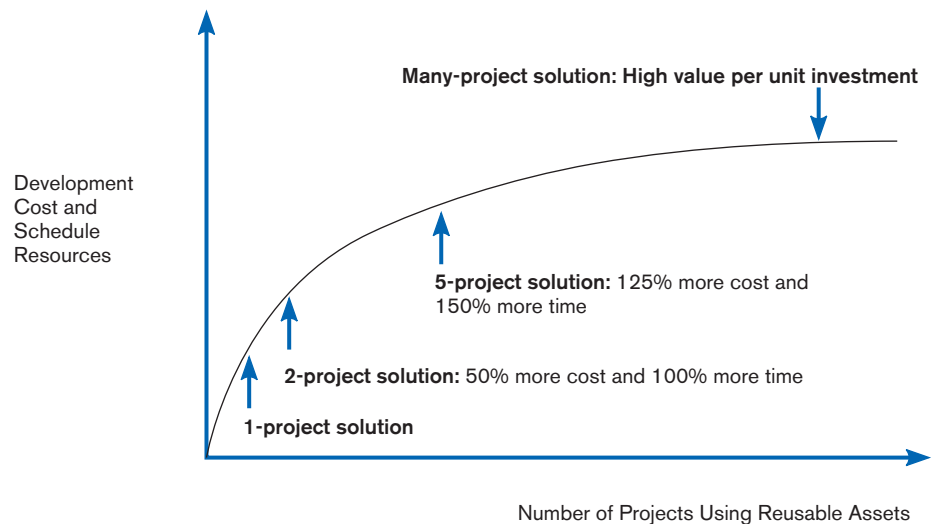 Many-project solution: High value per unit investment
Development
Cost and
Schedule
Resources
5-project solution: 125% more cost and
150% more time
2-project solution: 50% more cost and 100% more time
1-project solution
Number of Projects Using Reusable Assets